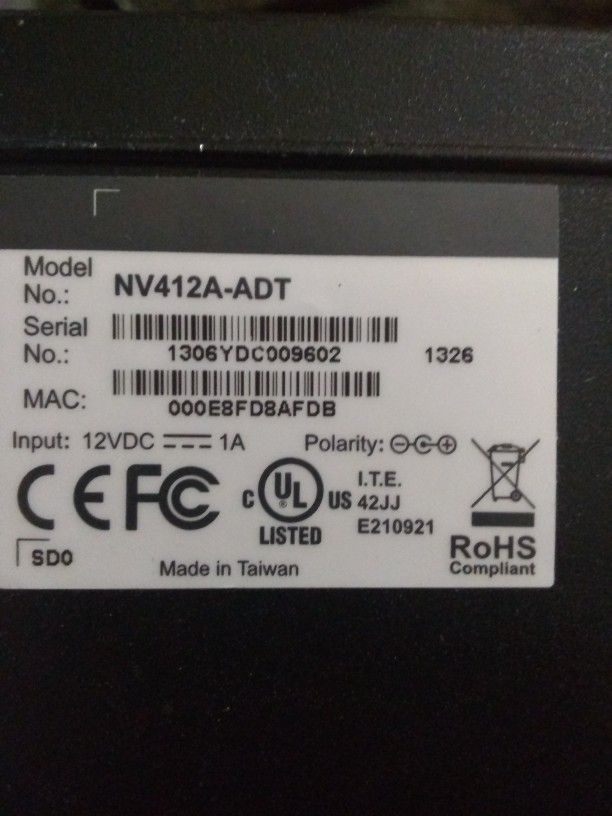 Model No.: NV412A-ADT
Serial No.: 1306YDC009602 1326
MAC: 000E8FD8AFDB
Input: 12VDC 1A Polarity:
CE FC c UL® US LISTED I.T.E. 42JJ E210921
SD0
Made in Taiwan
RoHS
Compliant